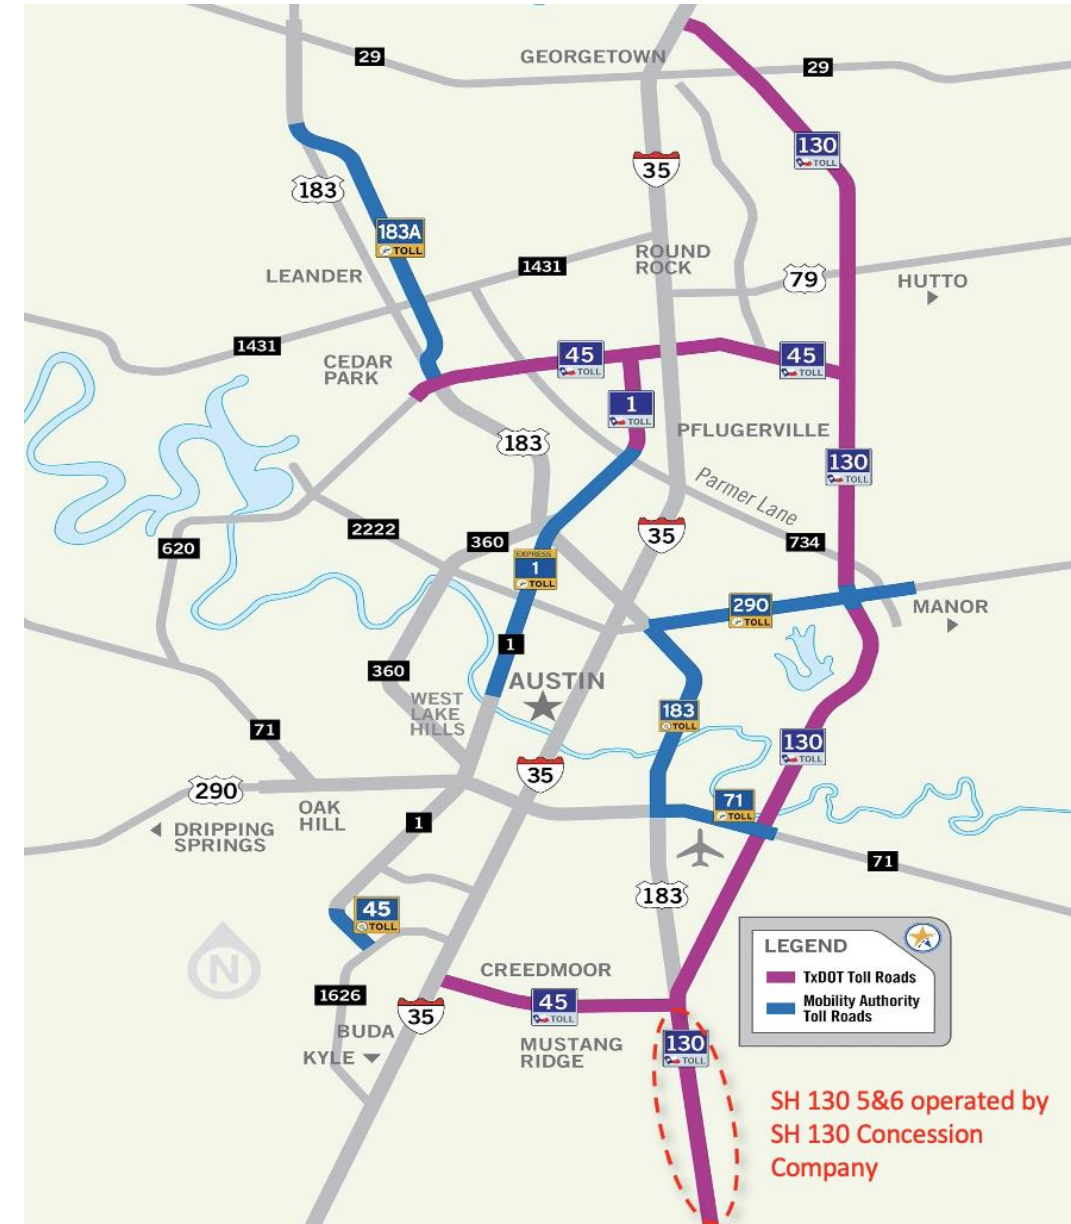 29
GEORGETOWN
29
130
TOLL
35
183
183A
TOLL
ROUND
ROCK
1431
LEANDER
79
HUTTO
1431
CEDAR
PARK
45
TOLL
45
TOLL
1
TOLL
PFLUGERVILLE
183
130
TOLL
Parmer Lane
2222
35
360
734
620
EXPRESS
1
TOLL
290
TOLL
MANOR
1
360
AUSTIN
WEST
LAKE
HILLS
183
TOLL
71
130
TOLL
35
290
71
TOLL
OAK
HILL
1
DRIPPING
SPRINGS
71
183
45
TOLL
N
LEGEND
TxDOT Toll Roads
Mobility Authority
Toll Roads
CREEDMOOR
1626
45
TOLL
35
BUDA
KYLE
MUSTANG
RIDGE
130
TOLL
SH 130 5&6 operated by
SH 130 Concession
Company